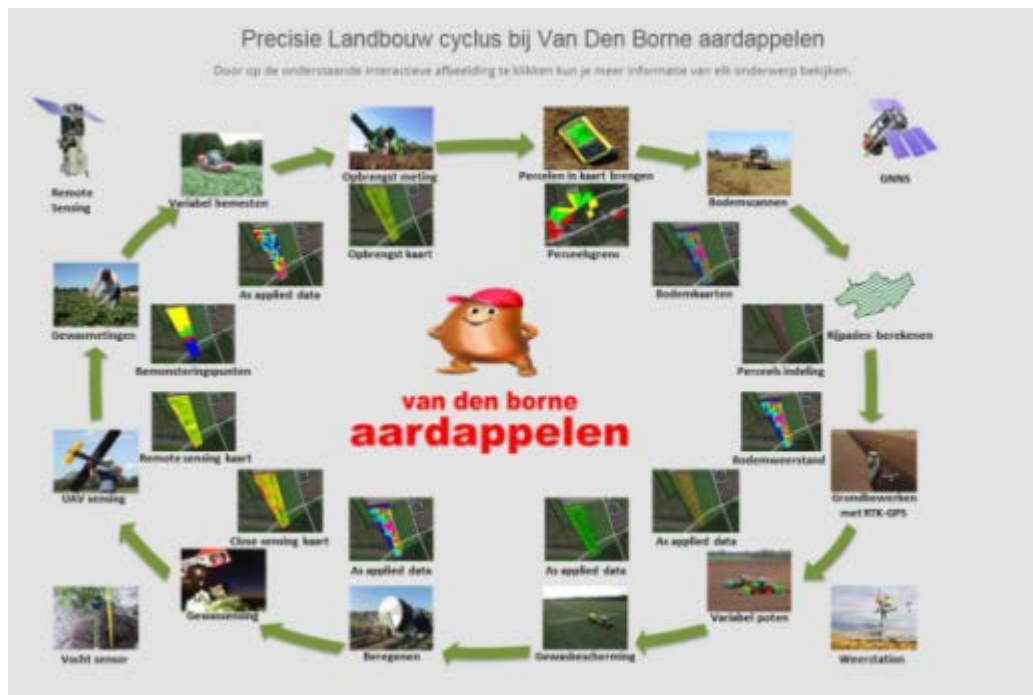 Precisie Landbouw cyclus bij Van Den Borne aardappelen
Door op de onderstaande interactieve afbeelding te klikken kun je meer informatie van elk onderwerp bekijken.
Remote
Sensing
Variabel bemesten
Opbrengst meting
Percelen in kaart brengen
Bodemscannen
GNNS
As applied data
Opbrengst kaart
Perceelsgrens
Bodemkaarten
Gewasmetingen
Bemonsteringspunten
Perceels indeling
Rijpaden berekenen
van den borne
aardappelen
Remote sensing kaart
Bodemweerstand
UAV sensing
Grondbewerken
met RTK-GPS
Close sensing kaart
As applied data
As applied data
As applied data
Gewassensing
Variabel poten
Vocht sensor
Beregenen
Gewasbescherming
Weerstation